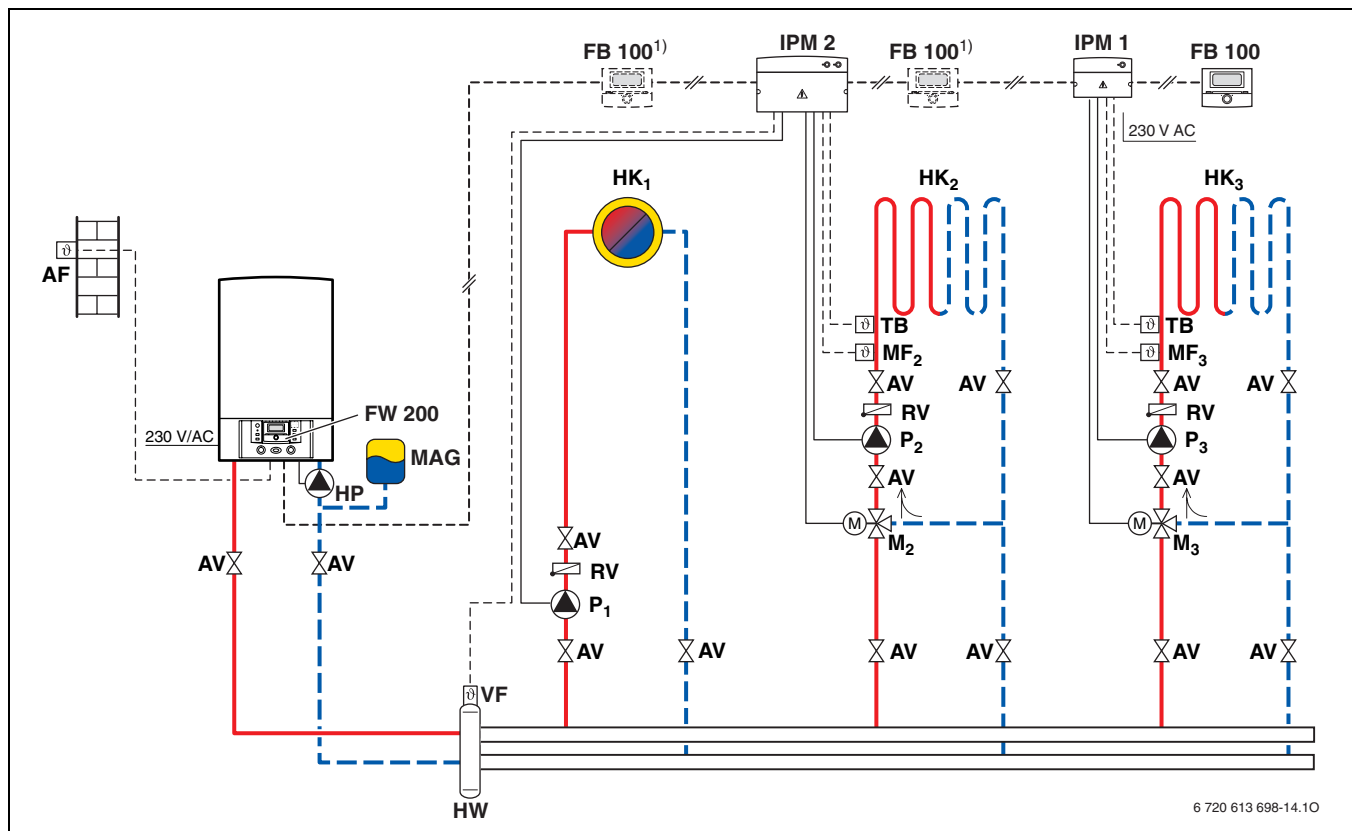 FB 100¹⁾
IPM 2
FB 100¹⁾
IPM 1
FB 100
230 V AC
HK₁
HK₂
HK₃
ϑ
AF
ϑ TB
ϑ TB
ϑ MF₂
ϑ MF₃
AV
AV
AV
AV
FW 200
RV
RV
230 V/AC
P₂
P₃
MAG
HP
AV
AV
M
M₂
M
M₃
AV
AV
AV
RV
P₁
AV
AV
AV
AV
AV
AV
ϑ VF
HW
6 720 613 698-14.1O